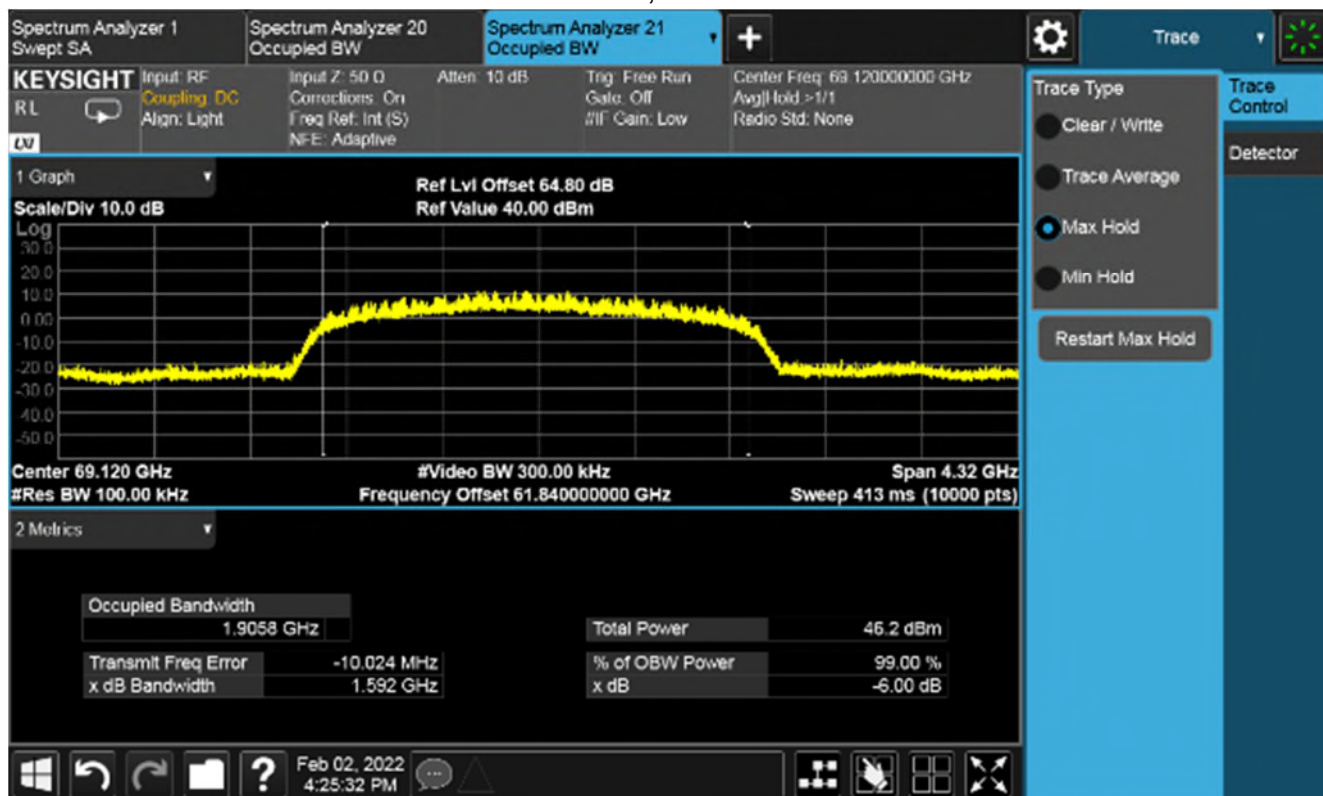 Spectrum Analyzer 1
Swept SA
Spectrum Analyzer 20
Occupied BW
Spectrum Analyzer 21
Occupied BW
Trace
KEYSIGHT
RL
LXI
Input: RF
Coupling: DC
Align: Light
Input Z: 50 Ω
Corrections: On
Freq Ref: Int (S)
NFE: Adaptive
Atten: 10 dB
Trig: Free Run
Gate: Off
#IF Gain: Low
Center Freq: 69.120000000 GHz
Avg|Hold:>1/1
Radio Std: None
Trace Type
Clear / Write
Trace Average
Max Hold
Min Hold
Restart Max Hold
Trace
Control
Detector
1 Graph
Scale/Div 10.0 dB
Ref Lvl Offset 64.80 dB
Ref Value 40.00 dBm
Log
30.0
20.0
10.0
0.00
-10.0
-20.0
-30.0
-40.0
-50.0
Center 69.120 GHz
#Video BW 300.00 kHz
Span 4.32 GHz
#Res BW 100.00 kHz
Frequency Offset 61.840000000 GHz
Sweep 413 ms (10000 pts)
2 Metrics
Occupied Bandwidth
1.9058 GHz
Total Power 46.2 dBm
Transmit Freq Error -10.024 MHz
% of OBW Power 99.00 %
x dB Bandwidth 1.592 GHz
x dB -6.00 dB
?
Feb 02, 2022
4:25:32 PM